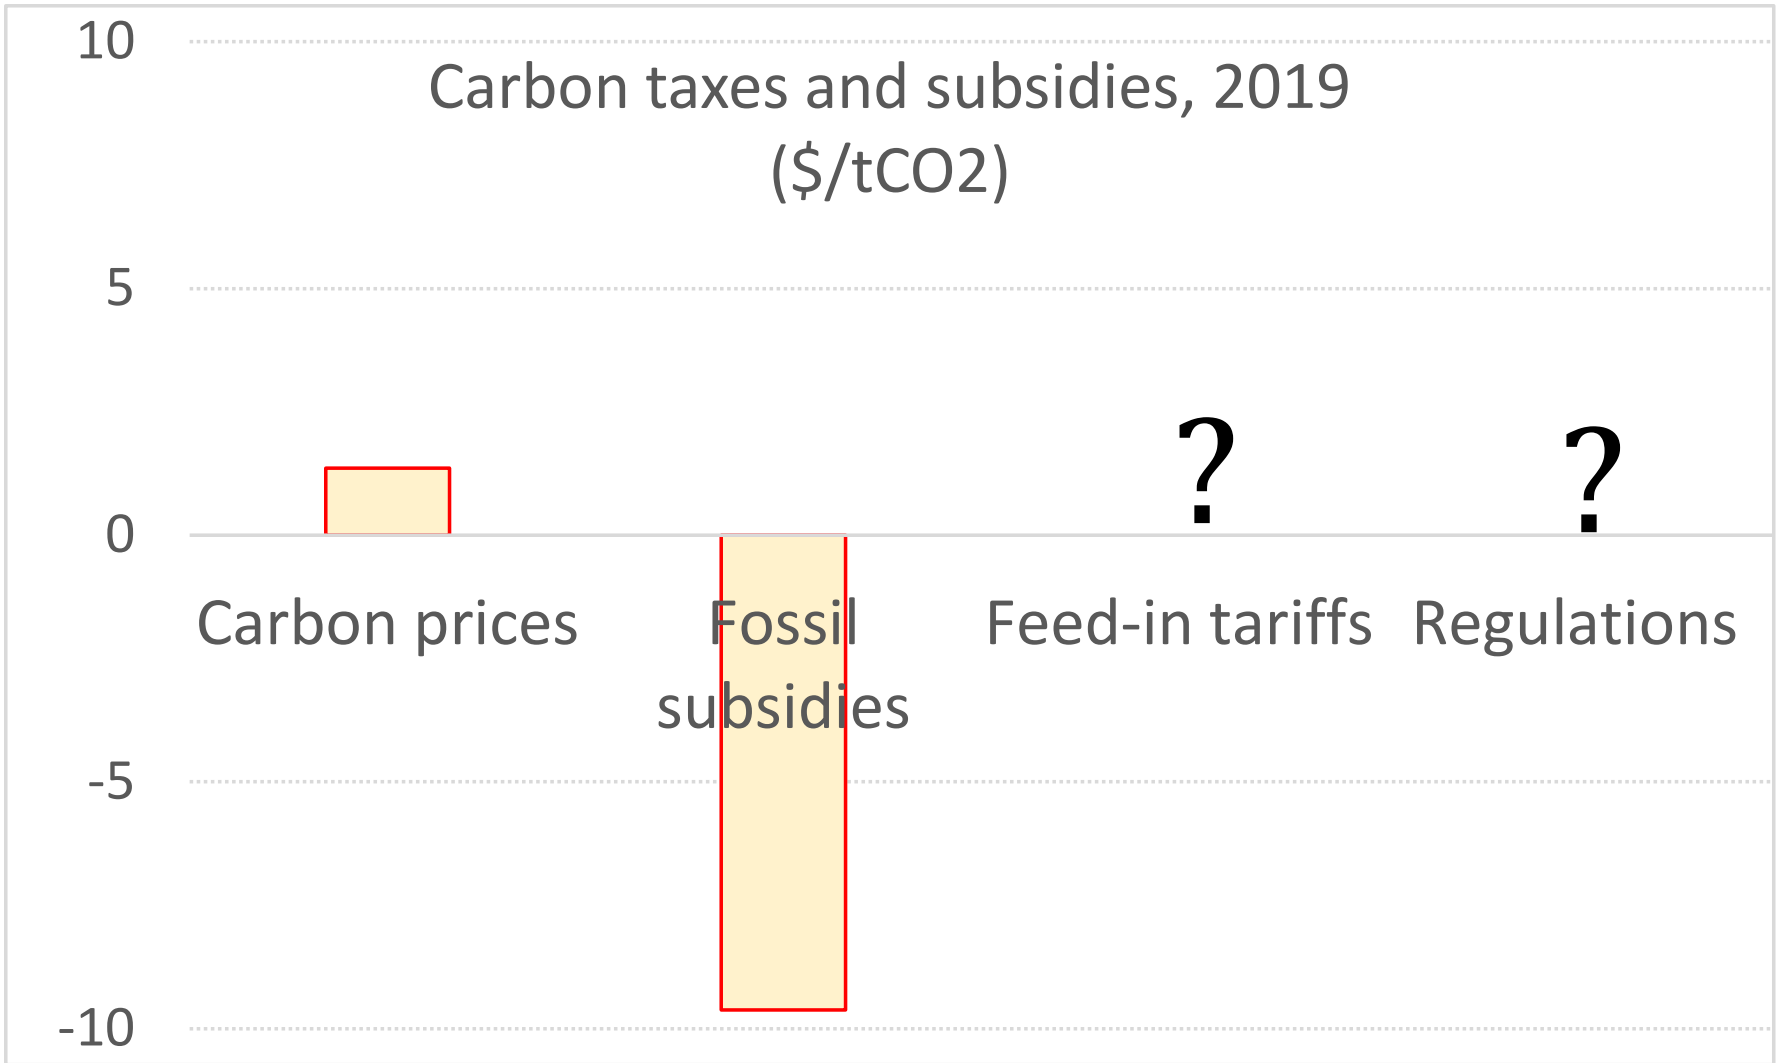 10
Carbon taxes and subsidies, 2019
($/tCO2)
5
?
?
0
Carbon prices
Fossil
subsidies
Feed-in tariffs
Regulations
-5
-10